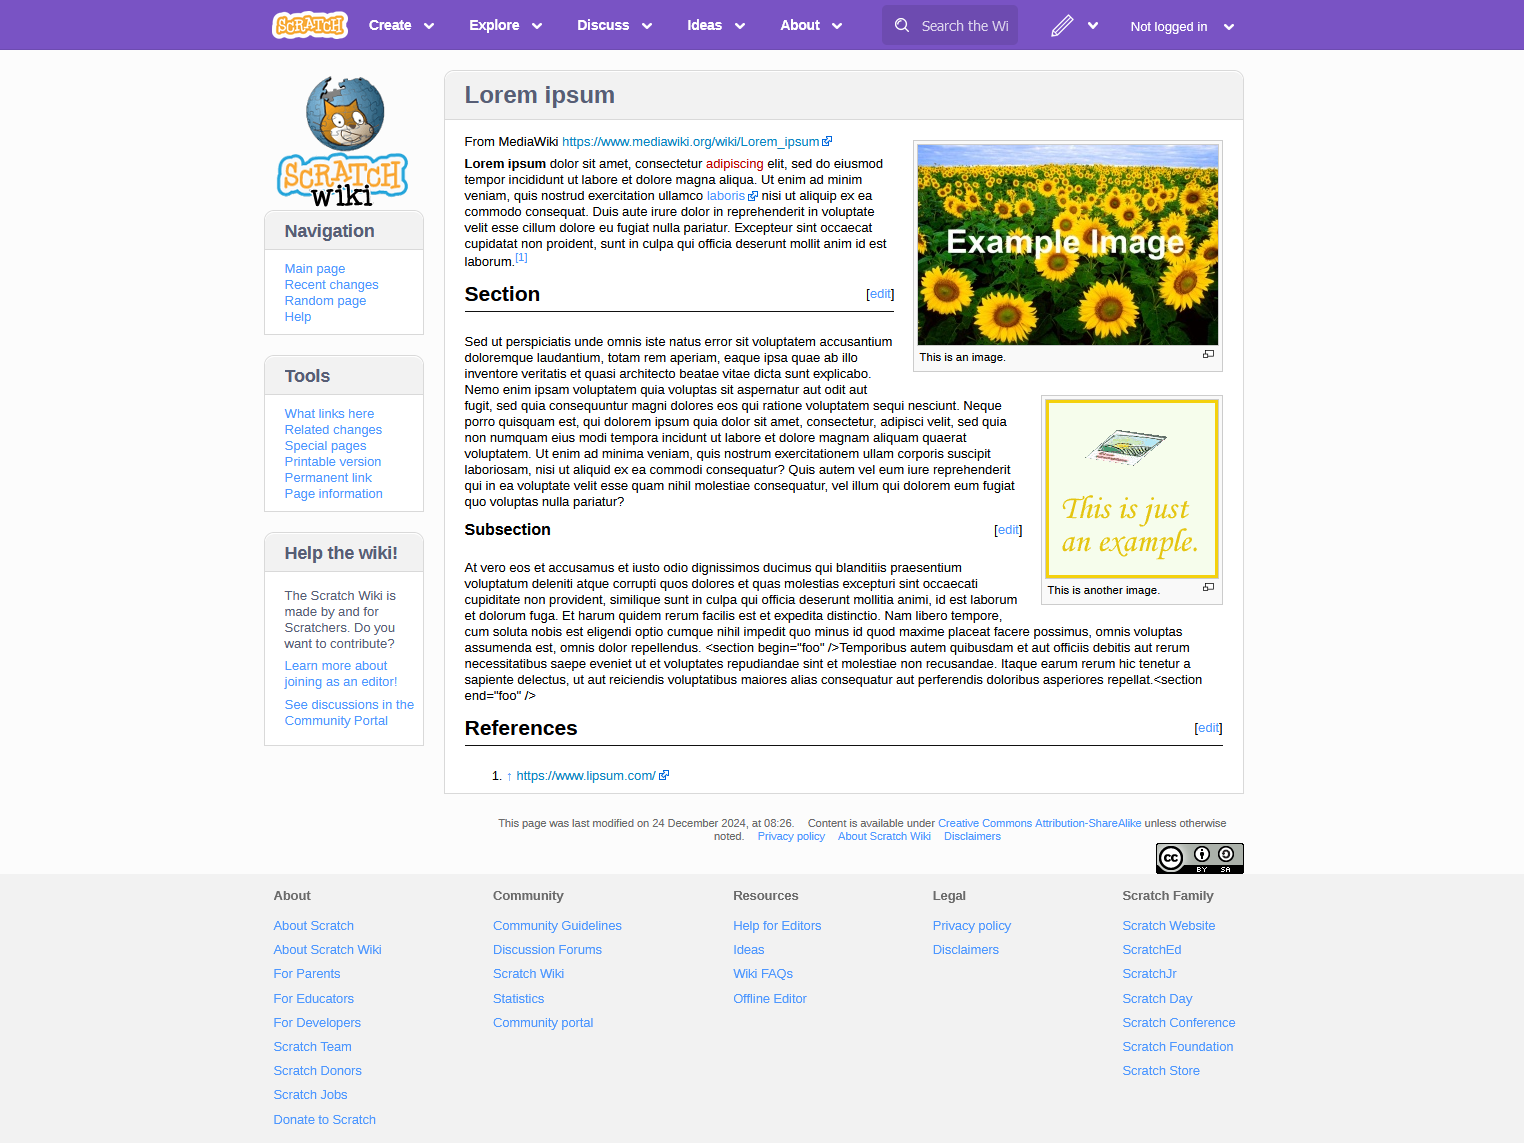 SCRATCH Create Explore Discuss Ideas About Search the Wi Not logged in
SCRATCH
wiki
Navigation
Main page
Recent changes
Random page
Help
Tools
What links here
Related changes
Special pages
Printable version
Permanent link
Page information
Help the wiki!
The Scratch Wiki is
made by and for
Scratchers. Do you
want to contribute?
Learn more about
joining as an editor!
See discussions in the
Community Portal
Lorem ipsum
From MediaWiki https://www.mediawiki.org/wiki/Lorem_ipsum
Lorem ipsum dolor sit amet, consectetur adipiscing elit, sed do eiusmod
tempor incididunt ut labore et dolore magna aliqua. Ut enim ad minim
veniam, quis nostrud exercitation ullamco laboris nisi ut aliquip ex ea
commodo consequat. Duis aute irure dolor in reprehenderit in voluptate
velit esse cillum dolore eu fugiat nulla pariatur. Excepteur sint occaecat
cupidatat non proident, sunt in culpa qui officia deserunt mollit anim id est
laborum.[1]
Example Image
This is an image.
Section [edit]
Sed ut perspiciatis unde omnis iste natus error sit voluptatem accusantium
doloremque laudantium, totam rem aperiam, eaque ipsa quae ab illo
inventore veritatis et quasi architecto beatae vitae dicta sunt explicabo.
Nemo enim ipsam voluptatem quia voluptas sit aspernatur aut odit aut
fugit, sed quia consequuntur magni dolores eos qui ratione voluptatem sequi nesciunt. Neque
porro quisquam est, qui dolorem ipsum quia dolor sit amet, consectetur, adipisci velit, sed quia
non numquam eius modi tempora incidunt ut labore et dolore magnam aliquam quaerat
voluptatem. Ut enim ad minima veniam, quis nostrum exercitationem ullam corporis suscipit
laboriosam, nisi ut aliquid ex ea commodi consequatur? Quis autem vel eum iure reprehenderit
qui in ea voluptate velit esse quam nihil molestiae consequatur, vel illum qui dolorem eum fugiat
quo voluptas nulla pariatur?
This is just
an example.
This is another image.
Subsection [edit]
At vero eos et accusamus et iusto odio dignissimos ducimus qui blanditiis praesentium
voluptatum deleniti atque corrupti quos dolores et quas molestias excepturi sint occaecati
cupiditate non provident, similique sunt in culpa qui officia deserunt mollitia animi, id est laborum
et dolorum fuga. Et harum quidem rerum facilis est et expedita distinctio. Nam libero tempore,
cum soluta nobis est eligendi optio cumque nihil impedit quo minus id quod maxime placeat facere possimus, omnis voluptas
assumenda est, omnis dolor repellendus. <section begin="foo" />Temporibus autem quibusdam et aut officiis debitis aut rerum
necessitatibus saepe eveniet ut et voluptates repudiandae sint et molestiae non recusandae. Itaque earum rerum hic tenetur a
sapiente delectus, ut aut reiciendis voluptatibus maiores alias consequatur aut perferendis doloribus asperiores repellat.<section
end="foo" />
References [edit]
1. ↑ https://www.lipsum.com/
This page was last modified on 24 December 2024, at 08:26. Content is available under Creative Commons Attribution-ShareAlike unless otherwise
noted. Privacy policy About Scratch Wiki Disclaimers
cc BY SA
About
About Scratch
About Scratch Wiki
For Parents
For Educators
For Developers
Scratch Team
Scratch Donors
Scratch Jobs
Donate to Scratch
Community
Community Guidelines
Discussion Forums
Scratch Wiki
Statistics
Community portal
Resources
Help for Editors
Ideas
Wiki FAQs
Offline Editor
Legal
Privacy policy
Disclaimers
Scratch Family
Scratch Website
ScratchEd
ScratchJr
Scratch Day
Scratch Conference
Scratch Foundation
Scratch Store